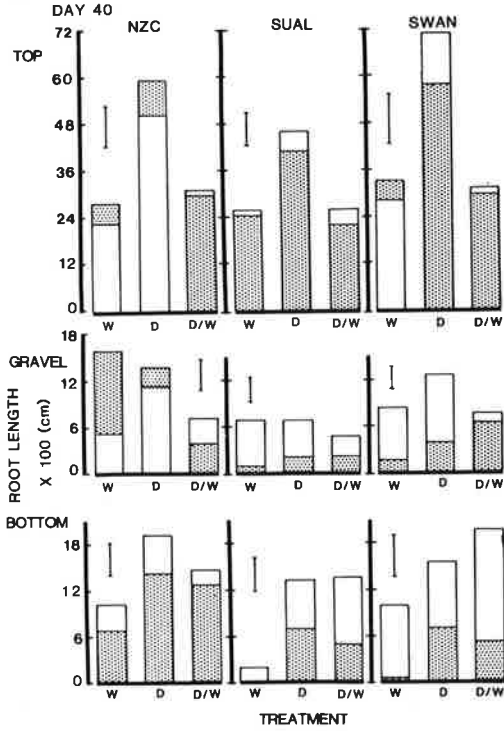 DAY 40
NZC SUAL SWAN
TOP
72
60
48
36
24
12
0
W D D/W W D D/W W D D/W
GRAVEL
18
12
6
0
W D D/W W D D/W W D D/W
ROOT LENGTH
X 100 (cm)
BOTTOM
18
12
6
0
W D D/W W D D/W W D D/W
TREATMENT